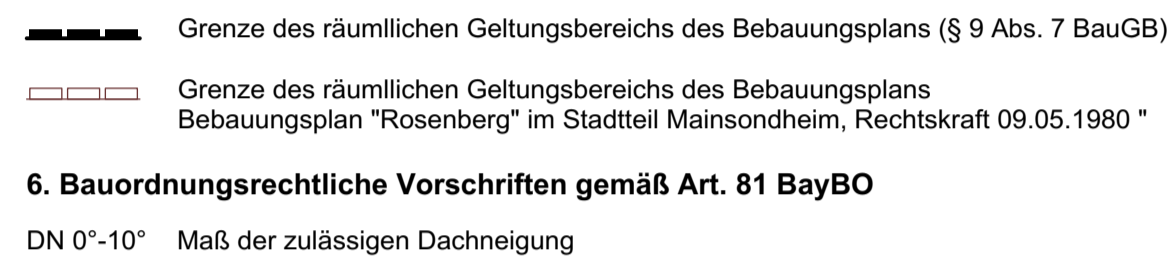 Grenze des räumllichen Geltungsbereichs des Bebauungsplans (§ 9 Abs. 7 BauGB)
Grenze des räumllichen Geltungsbereichs des Bebauungsplans
Bebauungsplan "Rosenberg" im Stadtteil Mainsondheim, Rechtskraft 09.05.1980 "
6. Bauordnungsrechtliche Vorschriften gemäß Art. 81 BayBO
DN 0°-10° Maß der zulässigen Dachneigung